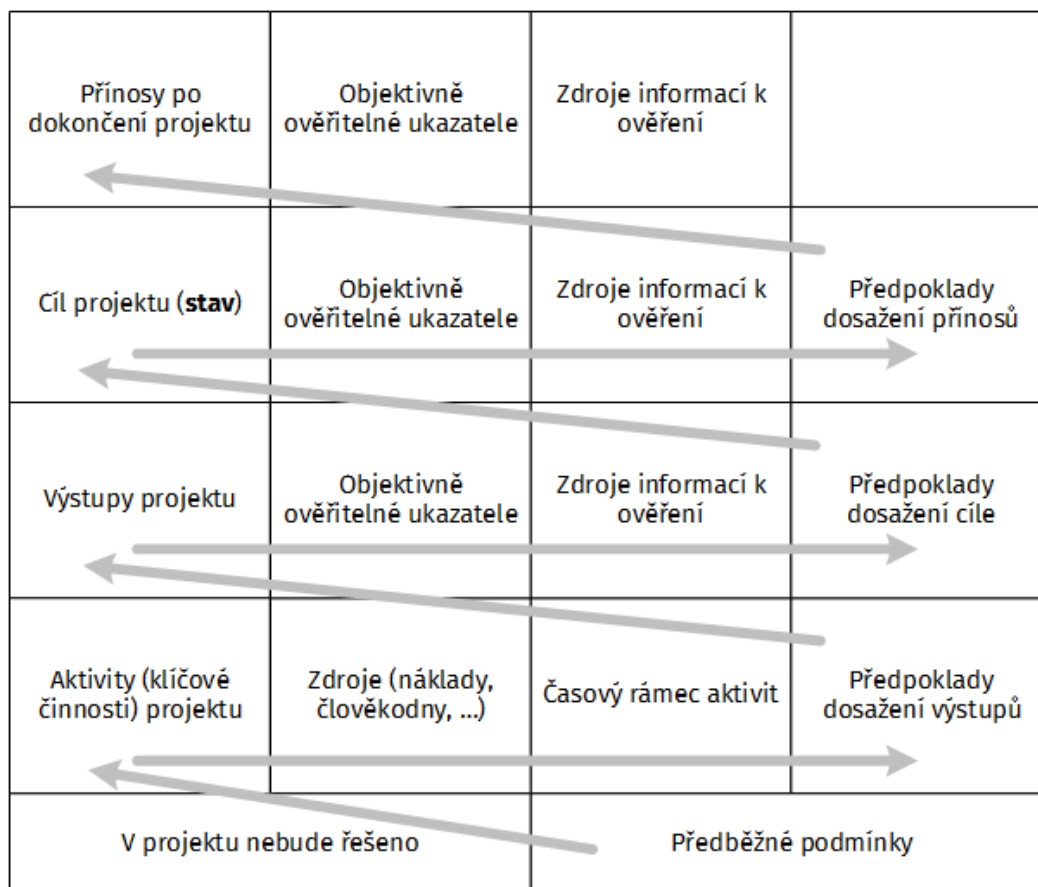 Přínosy po
dokončení projektu
Objektivně
ověřitelné ukazatele
Zdroje informací k
ověření
Cíl projektu (stav)
Objektivně
ověřitelné ukazatele
Zdroje informací k
ověření
Předpoklady
dosažení přínosů
Výstupy projektu
Objektivně
ověřitelné ukazatele
Zdroje informací k
ověření
Předpoklady
dosažení cíle
Aktivity (klíčové
činnosti) projektu
Zdroje (náklady,
člověkodny, ...)
Časový rámec aktivit
Předpoklady
dosažení výstupů
V projektu nebude řešeno
Předběžné podmínky